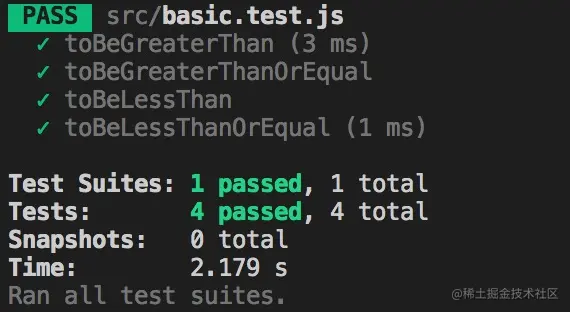 PASS src/basic.test.js
✓ toBeGreaterThan (3 ms)
✓ toBeGreaterThanOrEqual
✓ toBeLessThan
✓ toBeLessThanOrEqual (1 ms)
Test Suites: 1 passed, 1 total
Tests: 4 passed, 4 total
Snapshots: 0 total
Time: 2.179 s
Ran all test suites.
@稀土掘金技术社区